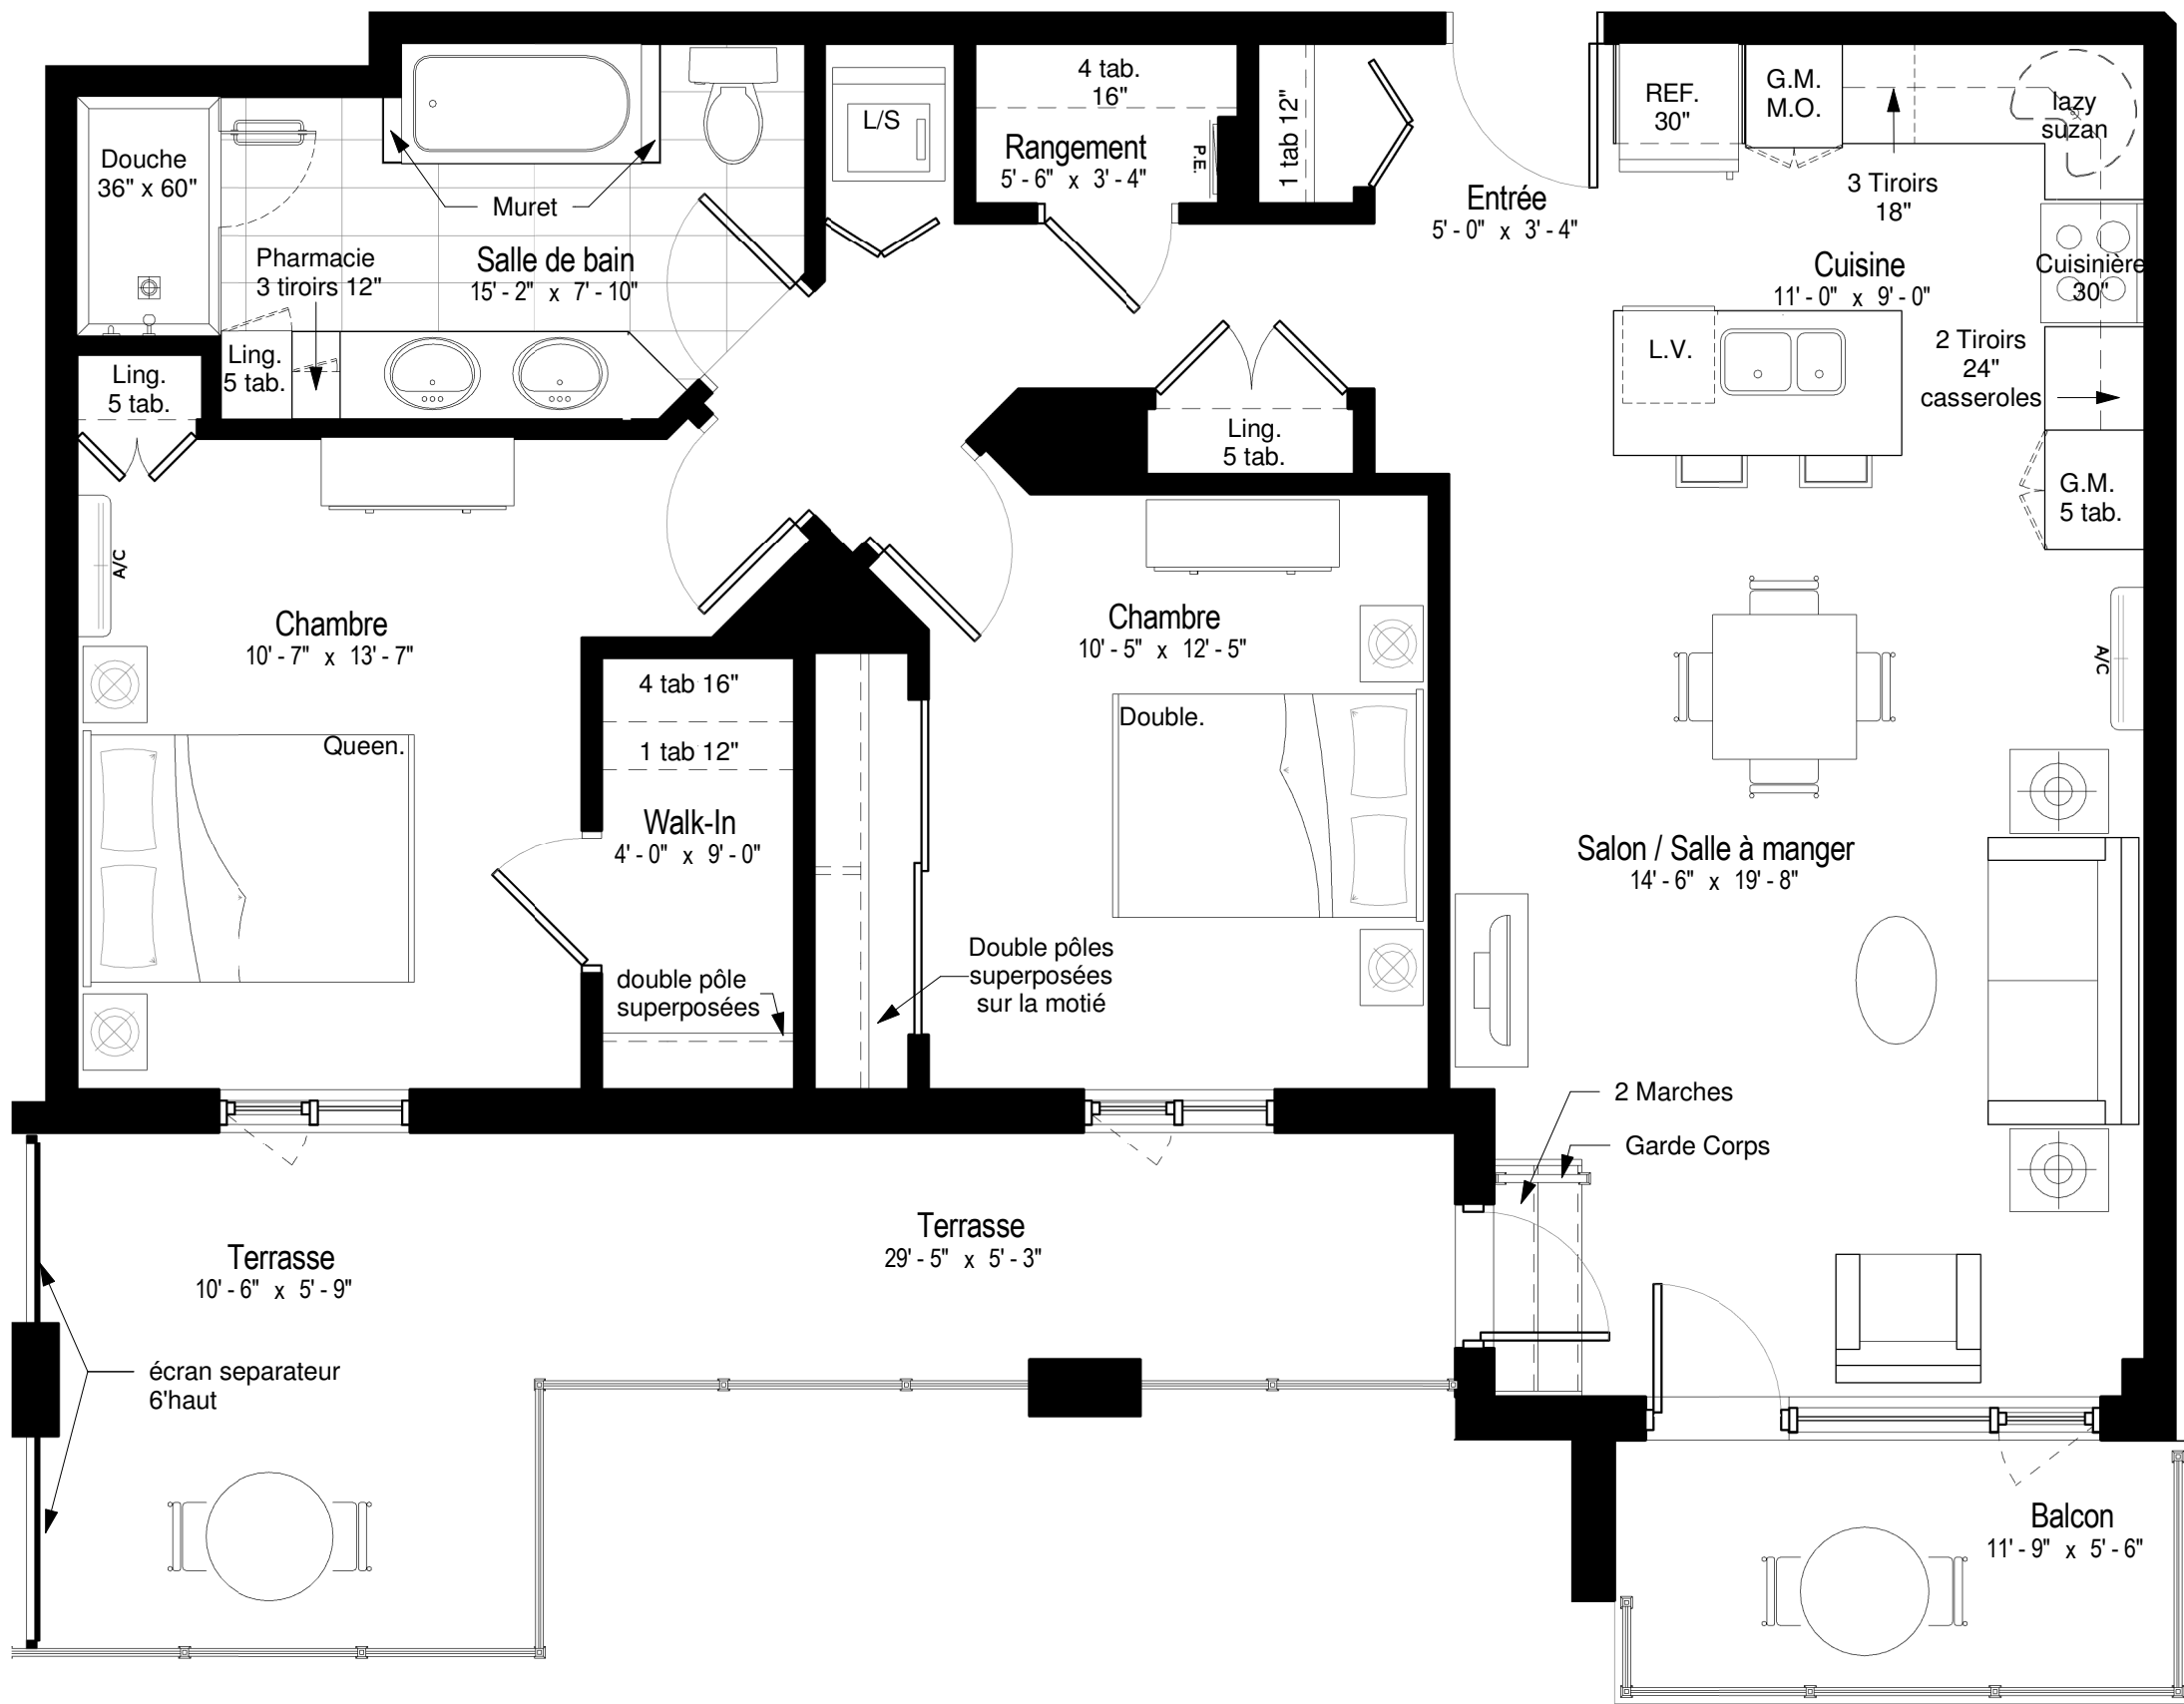 4 tab.
16"
Rangement
5' - 6" x 3' - 4"
P.E.
1 tab 12"
L/S
REF.
30"
G.M.
M.O.
lazy
suzan
3 Tiroirs
18"
Entrée
5' - 0" x 3' - 4"
Cuisine
11' - 0" x 9' - 0"
Cuisinière
30"
Douche
36" x 60"
Muret
Pharmacie
3 tiroirs 12"
Salle de bain
15' - 2" x 7' - 10"
Ling.
5 tab.
Ling.
5 tab.
Ling.
5 tab.
L.V.
2 Tiroirs
24"
casseroles
G.M.
5 tab.
A/C
Chambre
10' - 7" x 13' - 7"
Chambre
10' - 5" x 12' - 5"
A/C
4 tab 16"
1 tab 12"
Queen.
Double.
Walk-In
4' - 0" x 9' - 0"
Salon / Salle à manger
14' - 6" x 19' - 8"
double pôle
superposées
Double pôles
superposées
sur la motié
2 Marches
Garde Corps
Terrasse
10' - 6" x 5' - 9"
Terrasse
29' - 5" x 5' - 3"
écran separateur
6'haut
Balcon
11' - 9" x 5' - 6"